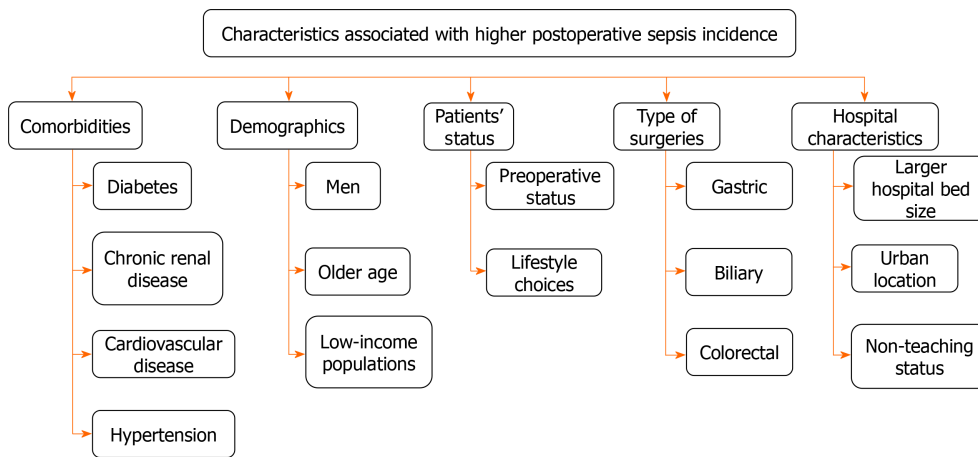 Characteristics associated with higher postoperative sepsis incidence
Comorbidities
Diabetes
Chronic renal
disease
Cardiovascular
disease
Hypertension
Demographics
Men
Older age
Low-income
populations
Patients’
status
Preoperative
status
Lifestyle
choices
Type of
surgeries
Gastric
Biliary
Colorectal
Hospital
characteristics
Larger
hospital bed
size
Urban
location
Non-teaching
status